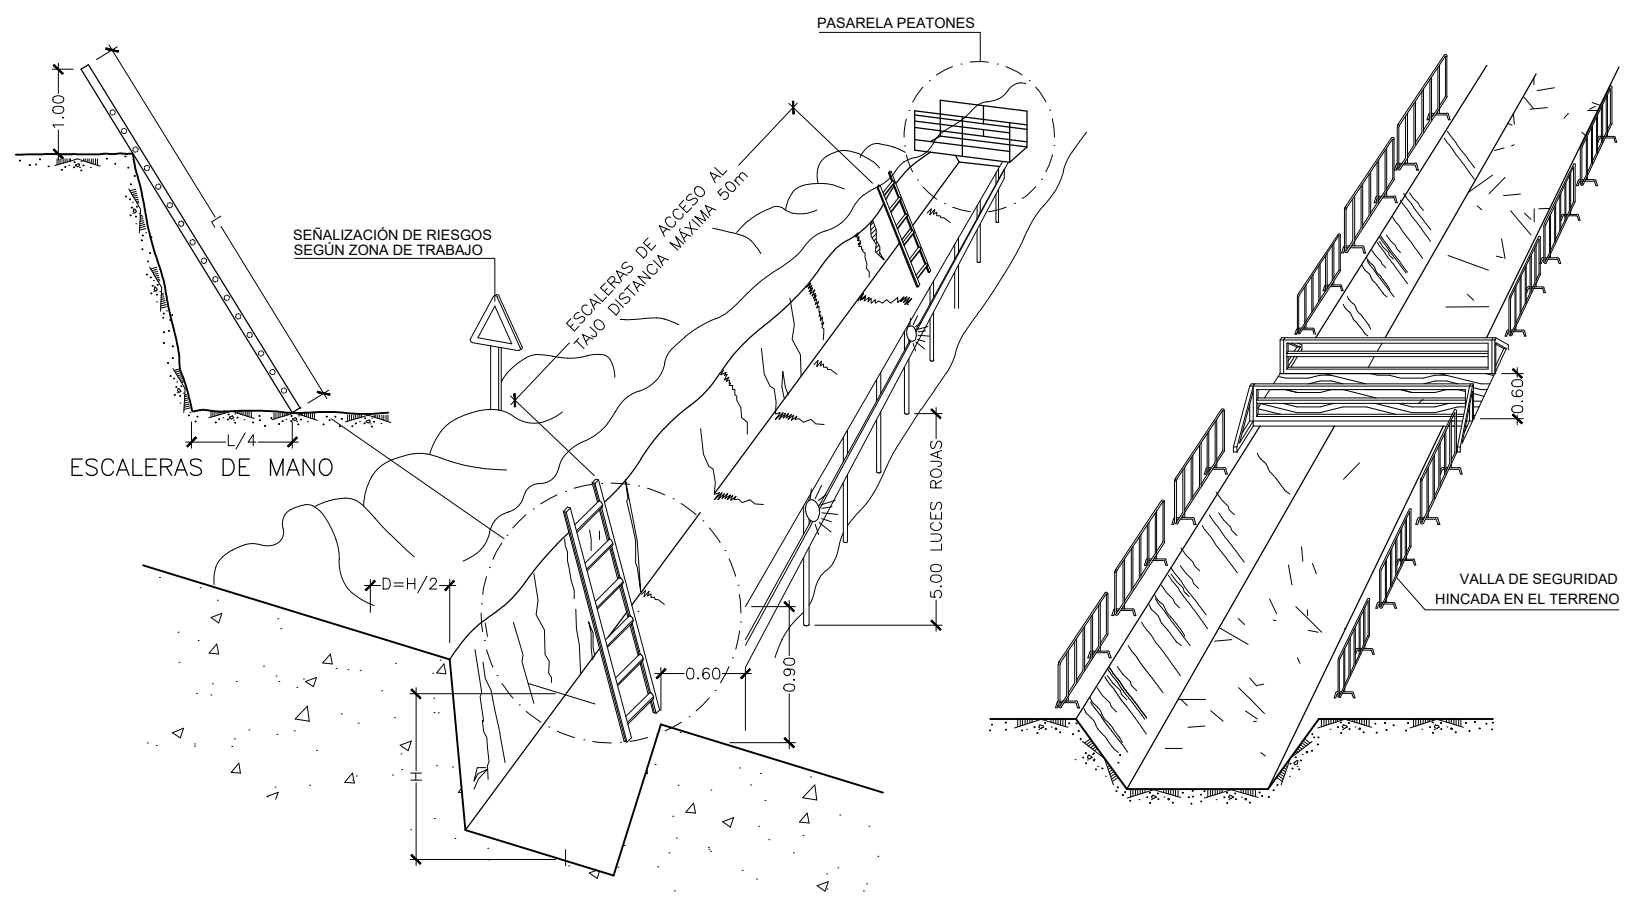 PASARELA PEATONES
1.00
L
SEÑALIZACIÓN DE RIESGOS
SEGÚN ZONA DE TRABAJO
ESCALERAS DE ACCESO AL
TAJO DISTANCIA MÁXIMA 50m
L/4
ESCALERAS DE MANO
0.60
5.00 LUCES ROJAS
D=H/2
VALLA DE SEGURIDAD
HINCADA EN EL TERRENO
0.60
0.90
H